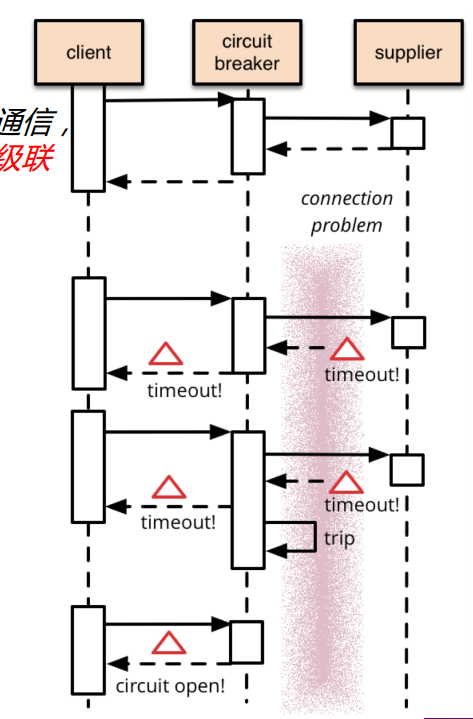 client
circuit
breaker
supplier
通信，
级联
connection
problem
timeout!
timeout!
timeout!
timeout!
trip
circuit open!